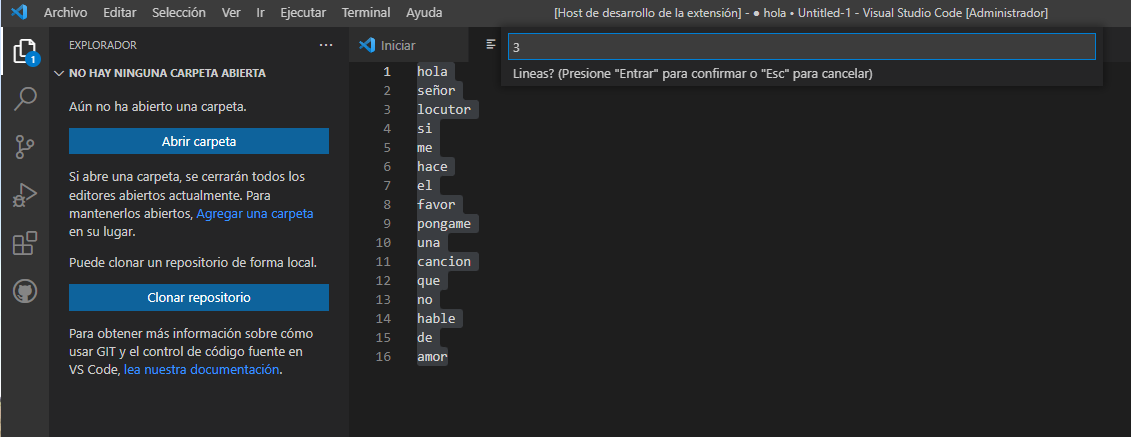 Archivo Editar Selección Ver Ir Ejecutar Terminal Ayuda
[Host de desarrollo de la extensión] - ● hola • Untitled-1 - Visual Studio Code [Administrador]
EXPLORADOR ...
NO HAY NINGUNA CARPETA ABIERTA
Aún no ha abierto una carpeta.
Abrir carpeta
Si abre una carpeta, se cerrarán todos los
editores abiertos actualmente. Para
mantenerlos abiertos, Agregar una carpeta
en su lugar.
Puede clonar un repositorio de forma local.
Clonar repositorio
Para obtener más información sobre cómo
usar GIT y el control de código fuente en
VS Code, lea nuestra documentación.
1
Iniciar
3
Lineas? (Presione "Entrar" para confirmar o "Esc" para cancelar)
1 hola
2 señor
3 locutor
4 si
5 me
6 hace
7 el
8 favor
9 pongame
10 una
11 cancion
12 que
13 no
14 hable
15 de
16 amor